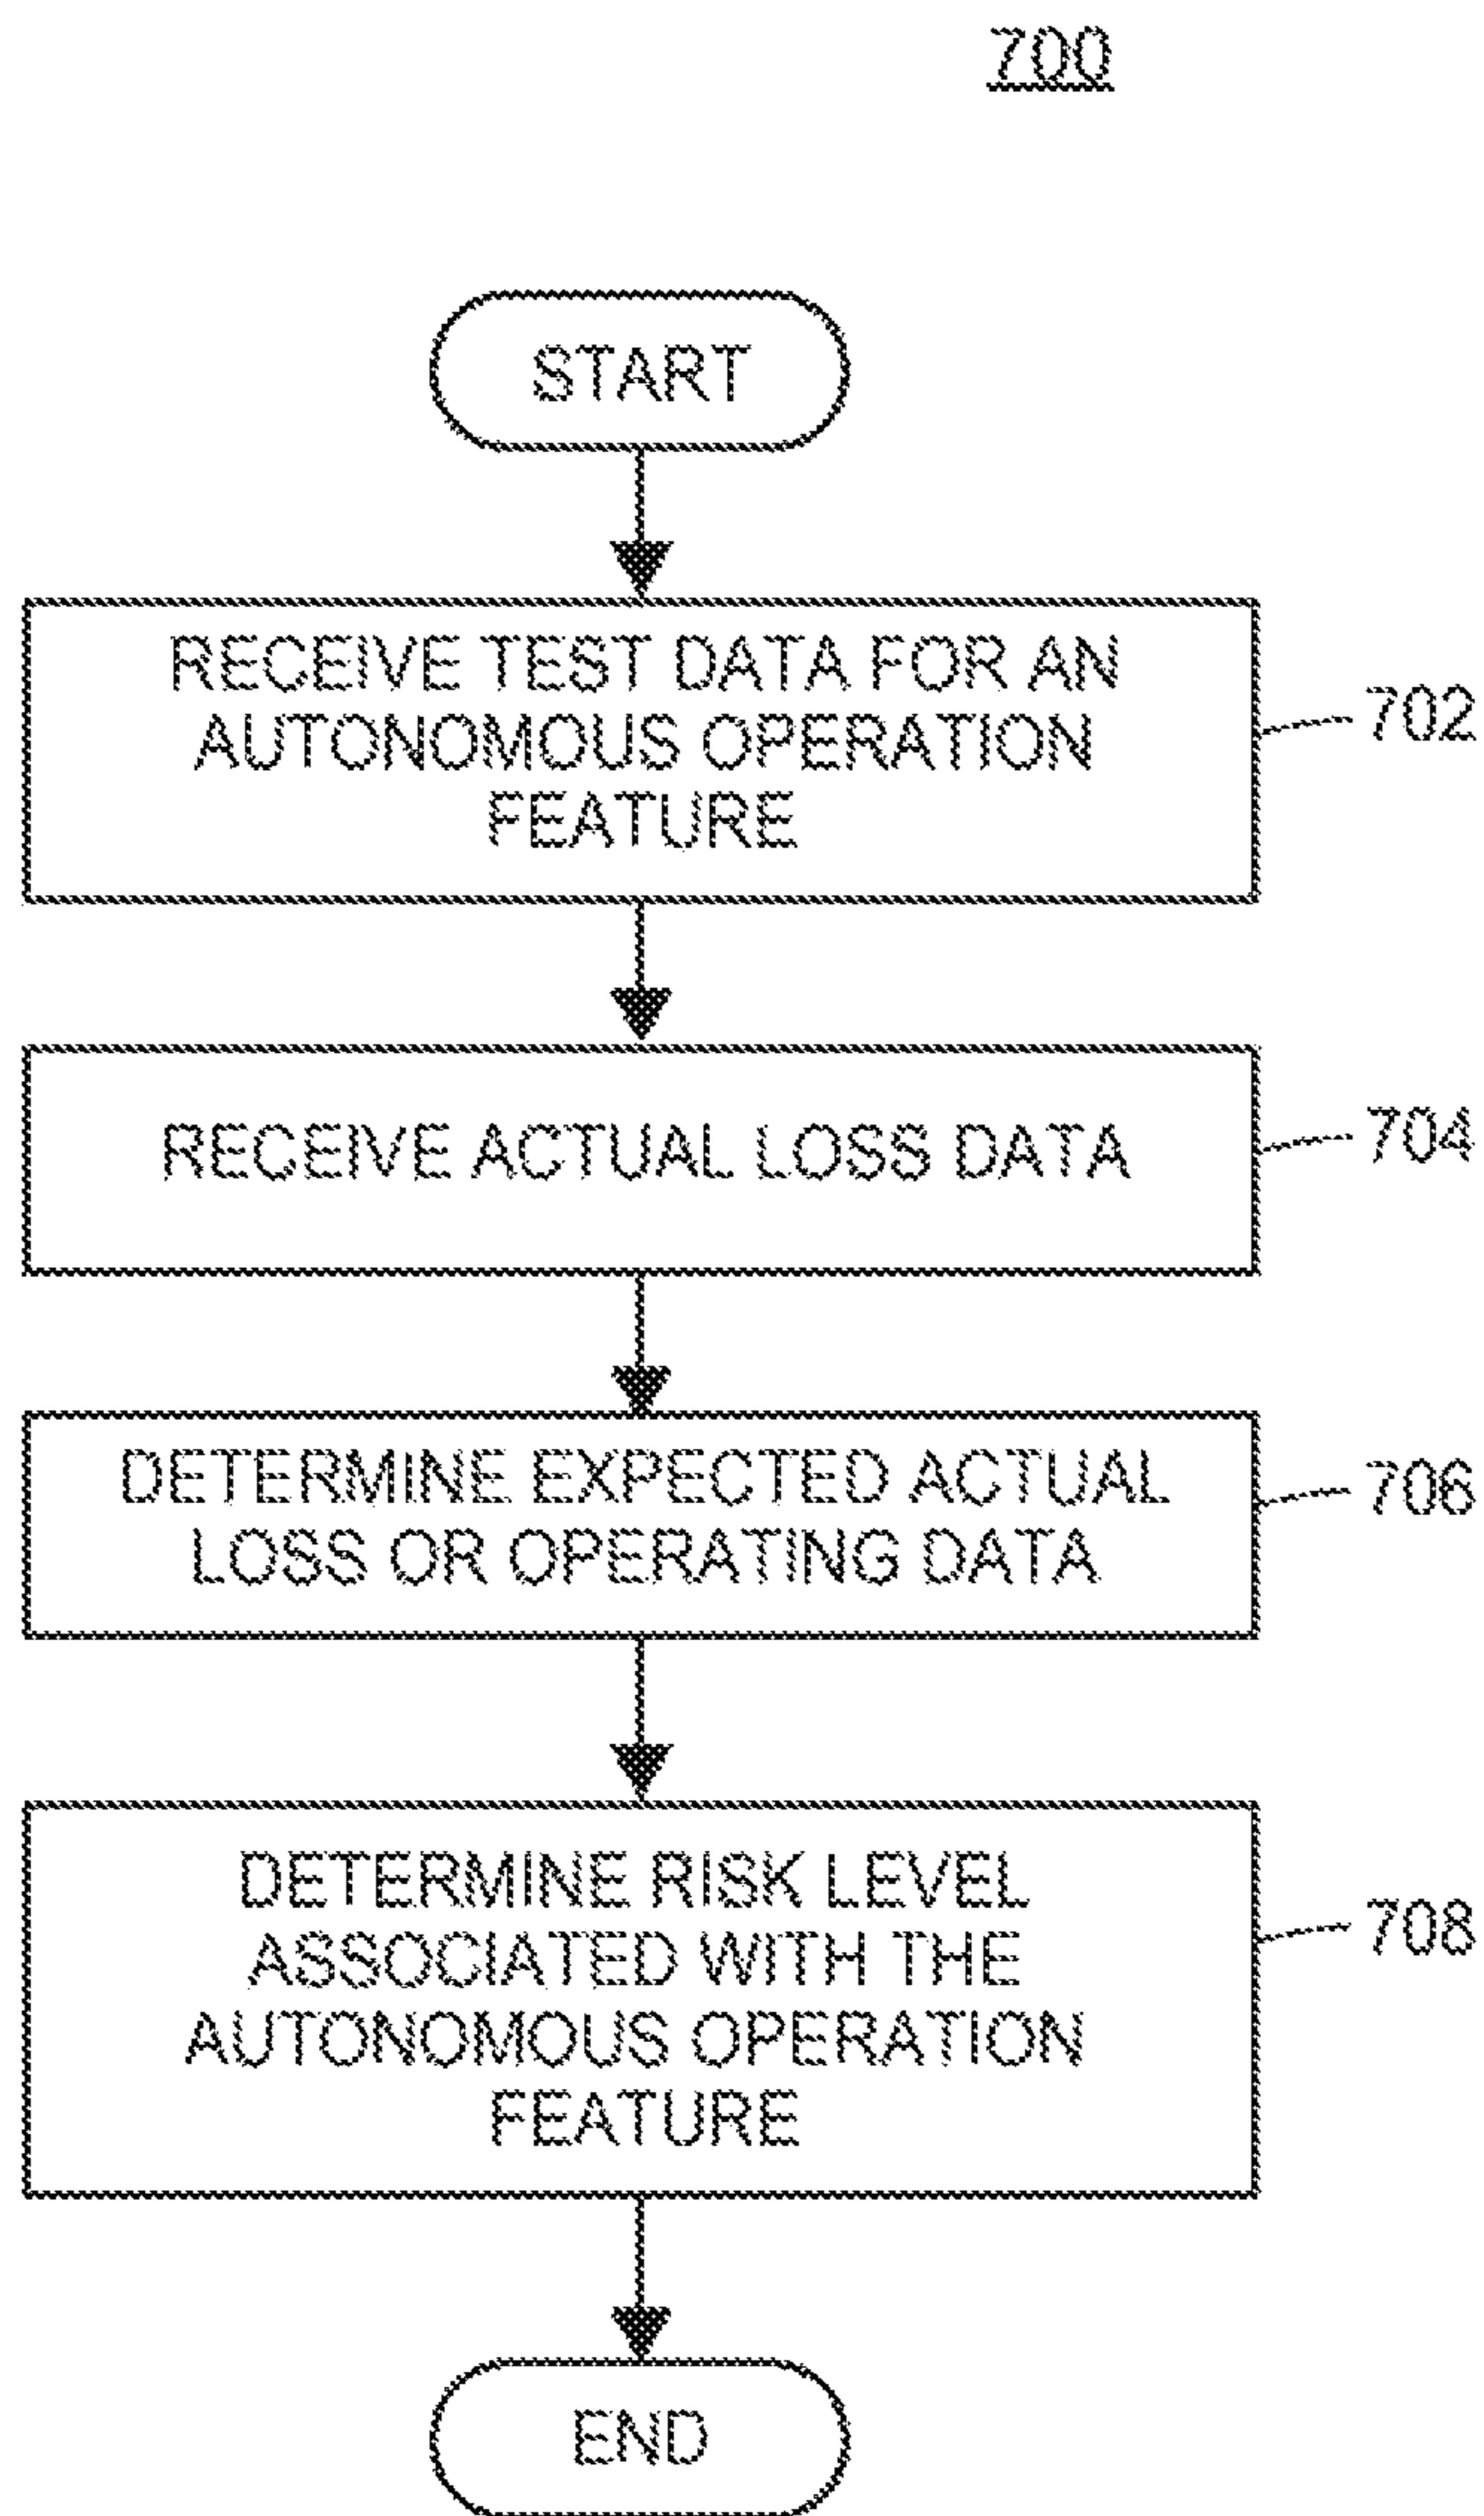 700
START
RECEIVE TEST DATA FOR AN
AUTONOMOUS OPERATION
FEATURE
702
RECEIVE ACTUAL LOSS DATA
704
DETERMINE EXPECTED ACTUAL
LOSS OR OPERATING DATA
706
DETERMINE RISK LEVEL
ASSOCIATED WITH THE
AUTONOMOUS OPERATION
FEATURE
708
END